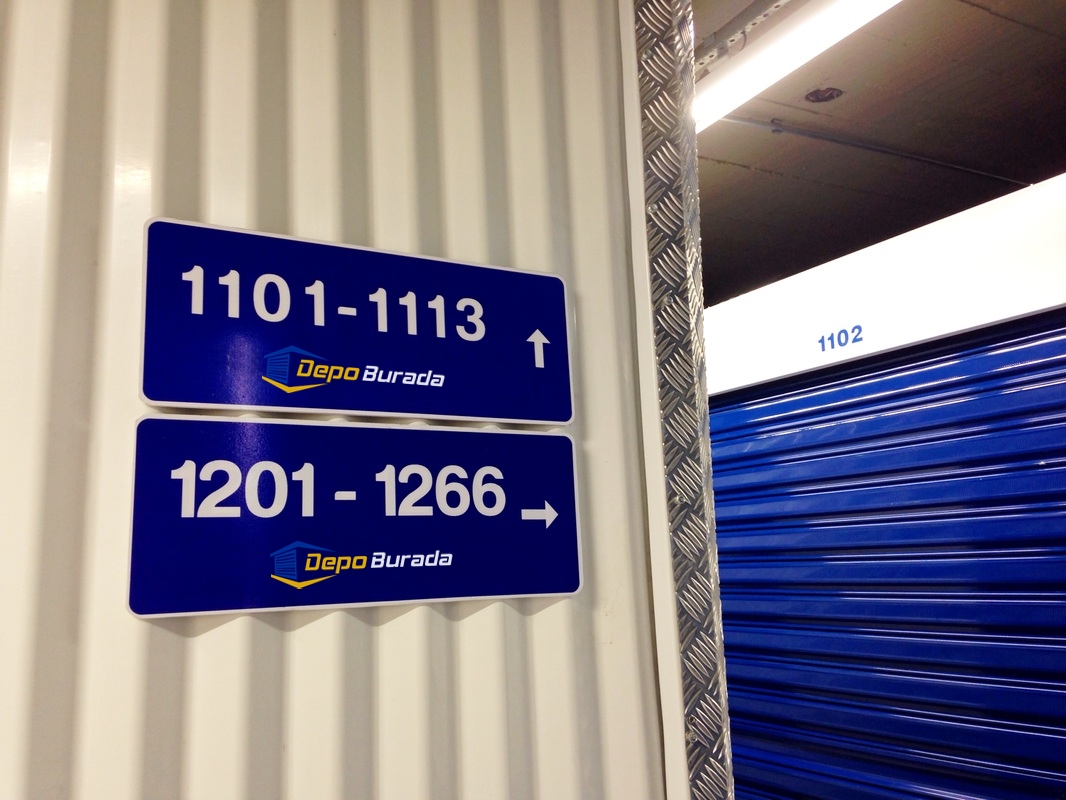 1101-1113
↑
Depo Burada
1201 - 1266 →
Depo Burada
1102